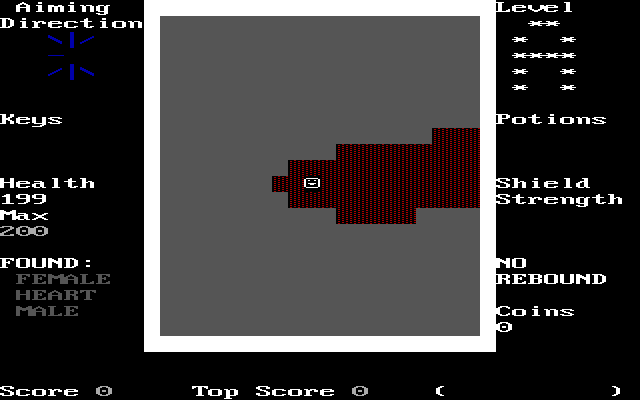 Aiming
Direction
Keys
Health
199
Max
200
FOUND:
FEMALE
HEART
MALE
Level
**
*  *
****
*  *
*  *
Potions
Shield
Strength
NO
REBOUND
Coins
0
Score 0 Top Score 0 ( )